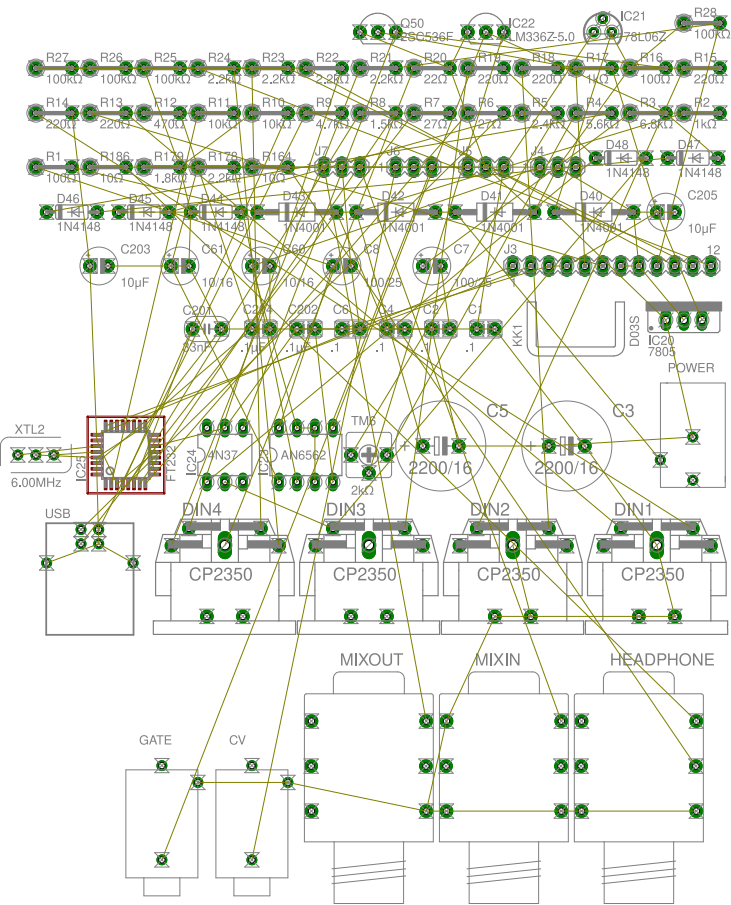 Q50 IC22 IC21 R28
2SC536F LM336Z-5.0 78L06Z 100kΩ
R27 R26 R25 R24 R23 R22 R21 R20 R19 R18 R17 R16 R15
100kΩ 100kΩ 100kΩ 2.2kΩ 2.2kΩ 2.2kΩ 2.2Ω 22Ω 220Ω 220Ω 1kΩ 100Ω 220Ω
R14 R13 R12 R11 R10 R9 R8 R7 R6 R5 R4 R3 R2
220Ω 220Ω 470Ω 10kΩ 10kΩ 4.7kΩ 1.5kΩ 27Ω 27Ω 2.4kΩ 6.8kΩ 1kΩ
D48 D47
1N4148 1N4148
R1 R186 R179 R178 R164 J7 J6 J5 J4
100Ω 10Ω 1.8kΩ 2.2kΩ 10Ω
D46 D45 D44 D43 D42 D41 D40 C205
1N4148 1N4148 1N4148 1N4001 1N4001 1N4001 1N4001 10µF
C203 C61 C60 C8 C7 J3 12
10µF 10/16 10/16 100/25 100/25 1
C201 C204 C202 C6 C4 C2 C1
33nF .1µF .1µF .1 .1 .1 .1
KK1 D03S IC20
7805
POWER
XTL2 TM6 C5 C3
IC25 FT232 IC24 4N37 AN6562
6.00MHz 2kΩ 2200/16 2200/16
USB DIN4 DIN3 DIN2 DIN1
CP2350 CP2350 CP2350 CP2350
MIXOUT MIXIN HEADPHONE
GATE CV